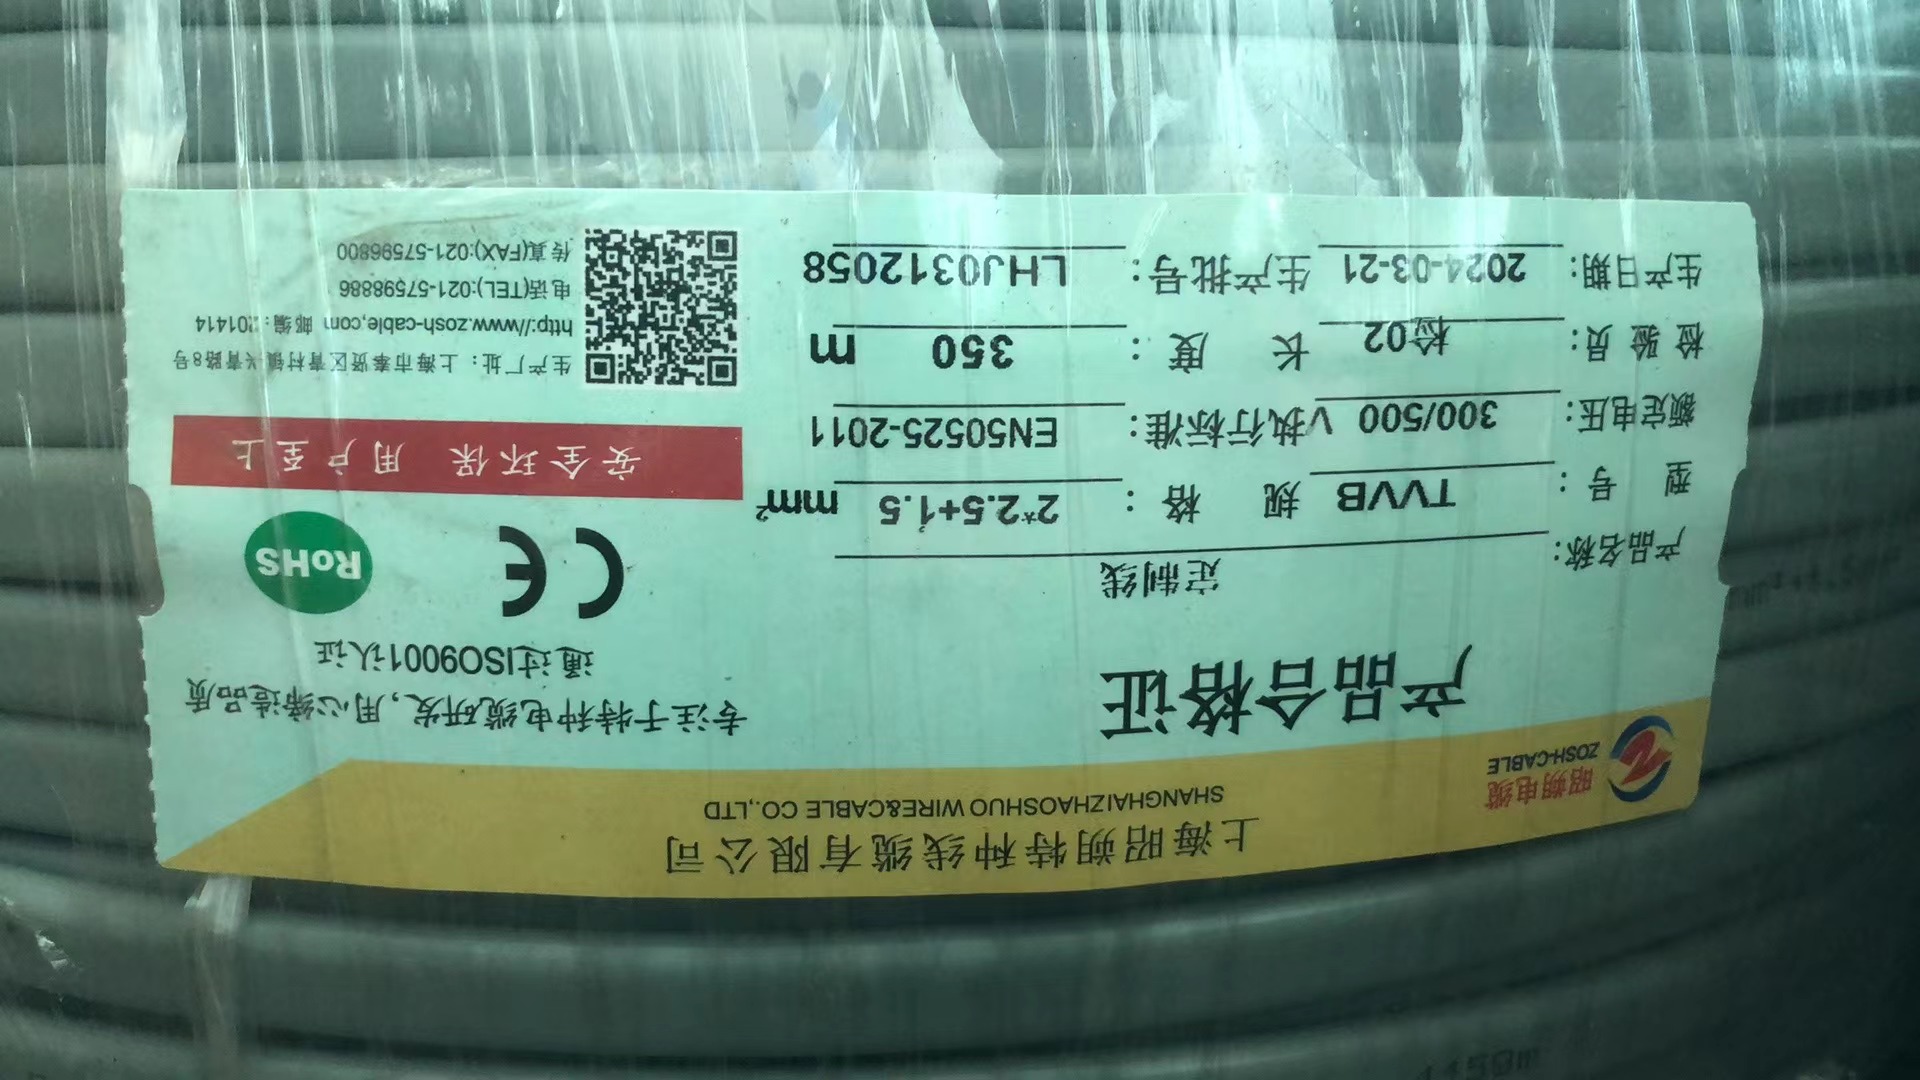 上海昭朔特种线缆有限公司
SHANGHAIZHAOSHUO WIRE&CABLE CO.,LTD
昭朔电缆
ZOSH-CABLE
产品合格证
产品名称: 定制线
型 号: TVVB 规 格: 2*2.5+1.5 mm²
额定电压: 300/500 V 执行标准: EN50525-2011
检 验 员: 检02 长 度: 350 m
生产日期: 2024-03-21 生产批号: LHJ0312058
专注于特种电缆研发,用心缔造品质
通过ISO9001认证
CE
RoHS
安全环保 用户至上
生产厂址: 上海市奉贤区青村镇兴青路8号
http://www.zosh-cable,com 邮编:201414
电话(TEL):021-57598886
传真(FAX):021-57596800